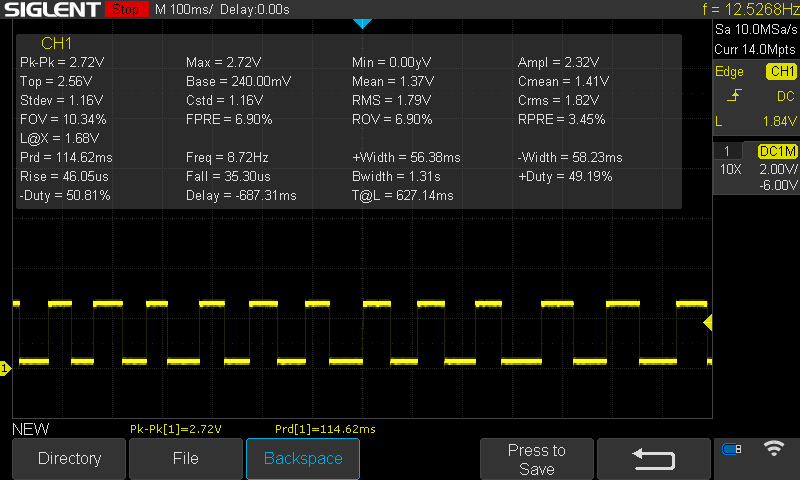 SIGLENT Stop M 100ms/ Delay:0.00s f = 12.5268Hz
Sa 10.0MSa/s
Curr 14.0Mpts
CH1
Pk-Pk = 2.72V Max = 2.72V Min = 0.00yV Ampl = 2.32V
Top = 2.56V Base = 240.00mV Mean = 1.37V Cmean = 1.41V
Stdev = 1.16V Cstd = 1.16V RMS = 1.79V Crms = 1.82V
FOV = 10.34% FPRE = 6.90% ROV = 6.90% RPRE = 3.45%
L@X = 1.68V
Prd = 114.62ms Freq = 8.72Hz +Width = 56.38ms -Width = 58.23ms
Rise = 46.05us Fall = 35.30us Bwidth = 1.31s +Duty = 49.19%
-Duty = 50.81% Delay = -687.31ms T@L = 627.14ms
Edge CH1
DC
L 1.84V
1 DC1M
10X 2.00V/
-6.00V
1
NEW Pk-Pk[1]=2.72V Prd[1]=114.62ms
Directory File Backspace Press to Save